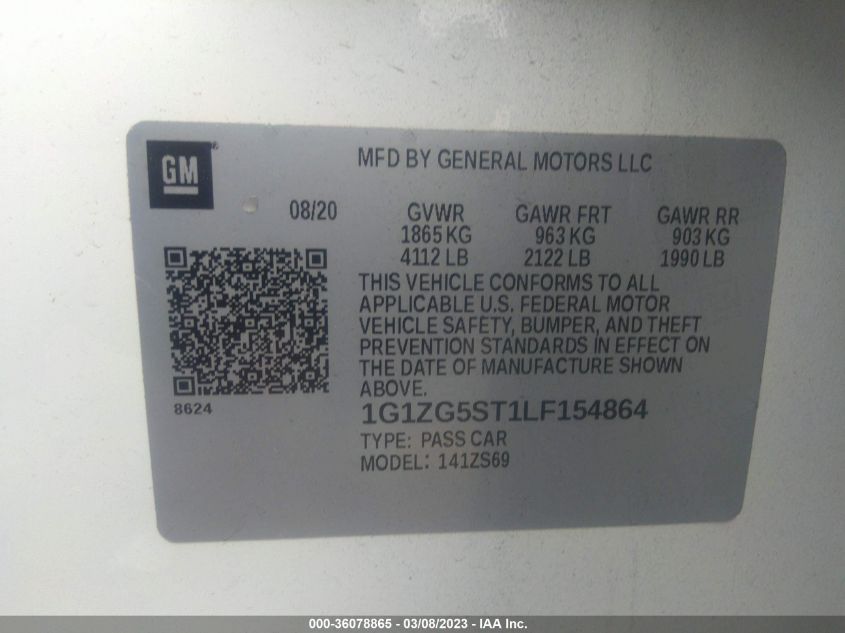 GM
MFD BY GENERAL MOTORS LLC
08/20 GVWR GAWR FRT GAWR RR
1865 KG 963 KG 903 KG
4112 LB 2122 LB 1990 LB
THIS VEHICLE CONFORMS TO ALL
APPLICABLE U.S. FEDERAL MOTOR
VEHICLE SAFETY, BUMPER, AND THEFT
PREVENTION STANDARDS IN EFFECT ON
THE DATE OF MANUFACTURE SHOWN
ABOVE.
8624
1G1ZG5ST1LF154864
TYPE: PASS CAR
MODEL: 141ZS69
000-36078865 - 03/08/2023 - IAA Inc.